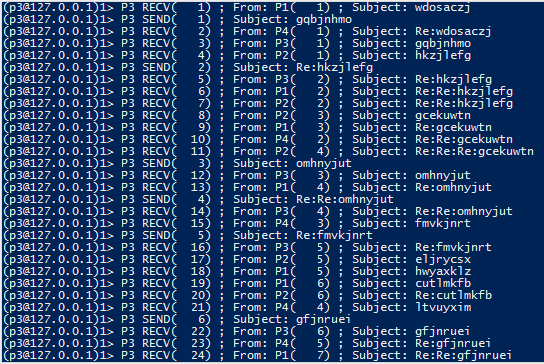 (p3@127.0.0.1)1> P3 RECV(   1) ; From: P1(   1) ; Subject: wdosaczj
(p3@127.0.0.1)1> P3 SEND(   1) ; Subject: gqbjnhmo
(p3@127.0.0.1)1> P3 RECV(   2) ; From: P4(   1) ; Subject: Re:wdosaczj
(p3@127.0.0.1)1> P3 RECV(   3) ; From: P3(   1) ; Subject: gqbjnhmo
(p3@127.0.0.1)1> P3 RECV(   4) ; From: P2(   1) ; Subject: hkzjlefg
(p3@127.0.0.1)1> P3 SEND(   2) ; Subject: Re:hkzjlefg
(p3@127.0.0.1)1> P3 RECV(   5) ; From: P3(   2) ; Subject: Re:hkzjlefg
(p3@127.0.0.1)1> P3 RECV(   6) ; From: P1(   2) ; Subject: Re:Re:hkzjlefg
(p3@127.0.0.1)1> P3 RECV(   7) ; From: P2(   2) ; Subject: Re:Re:hkzjlefg
(p3@127.0.0.1)1> P3 RECV(   8) ; From: P2(   3) ; Subject: gcekuwtn
(p3@127.0.0.1)1> P3 RECV(   9) ; From: P1(   3) ; Subject: Re:gcekuwtn
(p3@127.0.0.1)1> P3 RECV(  10) ; From: P4(   2) ; Subject: Re:Re:gcekuwtn
(p3@127.0.0.1)1> P3 RECV(  11) ; From: P2(   4) ; Subject: Re:Re:Re:gcekuwtn
(p3@127.0.0.1)1> P3 SEND(   3) ; Subject: omhnyjut
(p3@127.0.0.1)1> P3 RECV(  12) ; From: P3(   3) ; Subject: omhnyjut
(p3@127.0.0.1)1> P3 RECV(  13) ; From: P1(   4) ; Subject: Re:omhnyjut
(p3@127.0.0.1)1> P3 SEND(   4) ; Subject: Re:Re:omhnyjut
(p3@127.0.0.1)1> P3 RECV(  14) ; From: P3(   4) ; Subject: Re:Re:omhnyjut
(p3@127.0.0.1)1> P3 RECV(  15) ; From: P4(   3) ; Subject: fmvkjnrt
(p3@127.0.0.1)1> P3 SEND(   5) ; Subject: Re:fmvkjnrt
(p3@127.0.0.1)1> P3 RECV(  16) ; From: P3(   5) ; Subject: Re:fmvkjnrt
(p3@127.0.0.1)1> P3 RECV(  17) ; From: P2(   5) ; Subject: eljrycsx
(p3@127.0.0.1)1> P3 RECV(  18) ; From: P1(   5) ; Subject: hwyaxklz
(p3@127.0.0.1)1> P3 RECV(  19) ; From: P1(   6) ; Subject: cutlmkfb
(p3@127.0.0.1)1> P3 RECV(  20) ; From: P2(   6) ; Subject: Re:cutlmkfb
(p3@127.0.0.1)1> P3 RECV(  21) ; From: P4(   4) ; Subject: ltvuyxim
(p3@127.0.0.1)1> P3 SEND(   6) ; Subject: gfjnruei
(p3@127.0.0.1)1> P3 RECV(  22) ; From: P3(   6) ; Subject: gfjnruei
(p3@127.0.0.1)1> P3 RECV(  23) ; From: P4(   5) ; Subject: Re:gfjnruei
(p3@127.0.0.1)1> P3 RECV(  24) ; From: P1(   7) ; Subject: Re:Re:gfjnruei